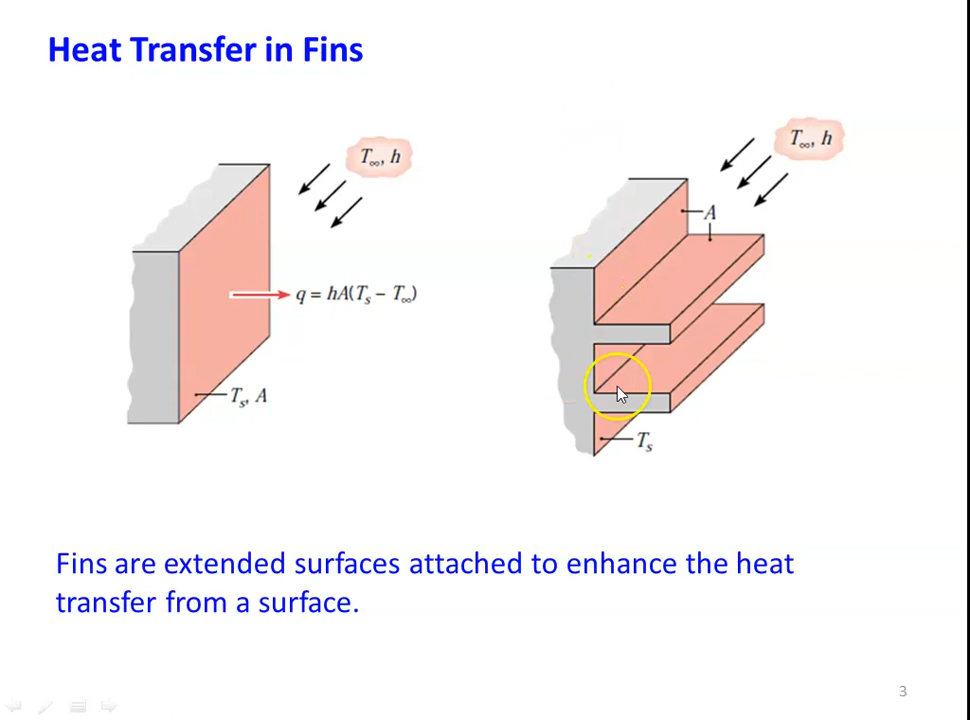 Heat Transfer in Fins
T∞, h
q = hA(Ts − T∞)
Ts, A
T∞, h
A
Ts
Fins are extended surfaces attached to enhance the heat
transfer from a surface.
3